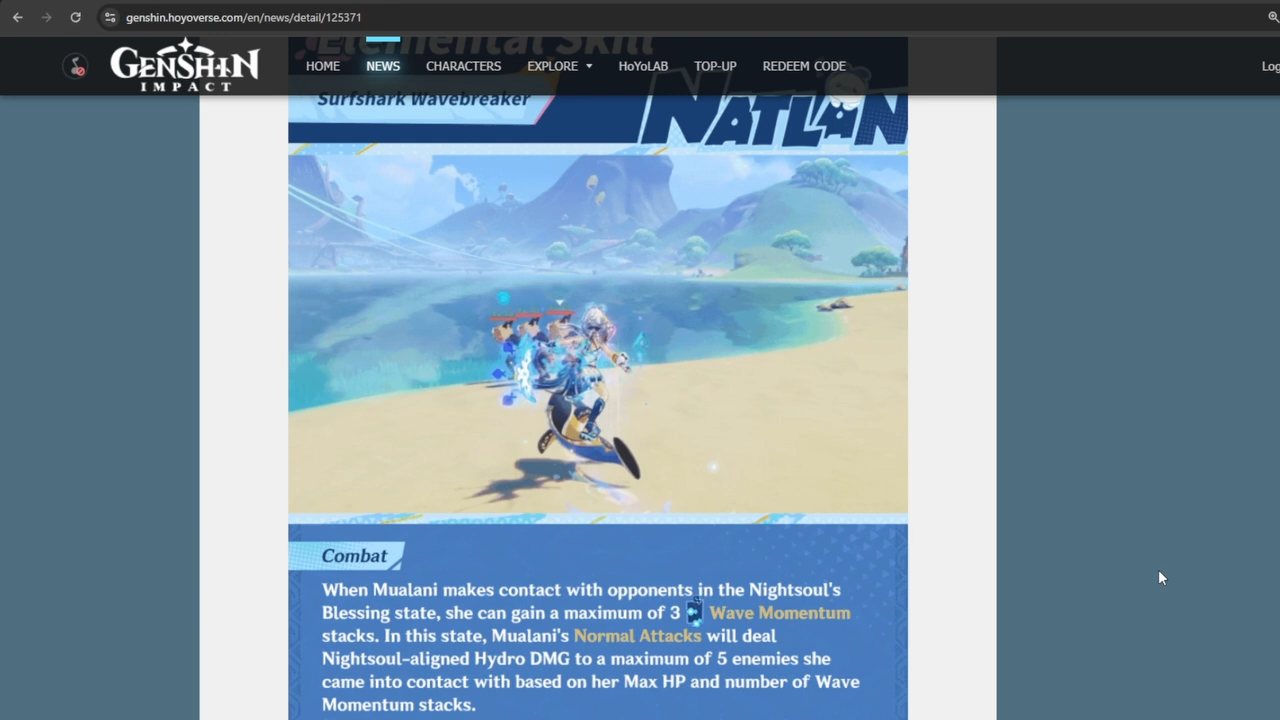 genshin.hoyoverse.com/en/news/detail/125371
Elemental Skill
GENSHIN
IMPACT
HOME NEWS CHARACTERS EXPLORE HoYoLAB TOP-UP REDEEM CODE
Surfshark Wavebreaker
NATLAN
Combat
When Mualani makes contact with opponents in the Nightsoul's
Blessing state, she can gain a maximum of 3 Wave Momentum
stacks. In this state, Mualani's Normal Attacks will deal
Nightsoul-aligned Hydro DMG to a maximum of 5 enemies she
came into contact with based on her Max HP and number of Wave
Momentum stacks.